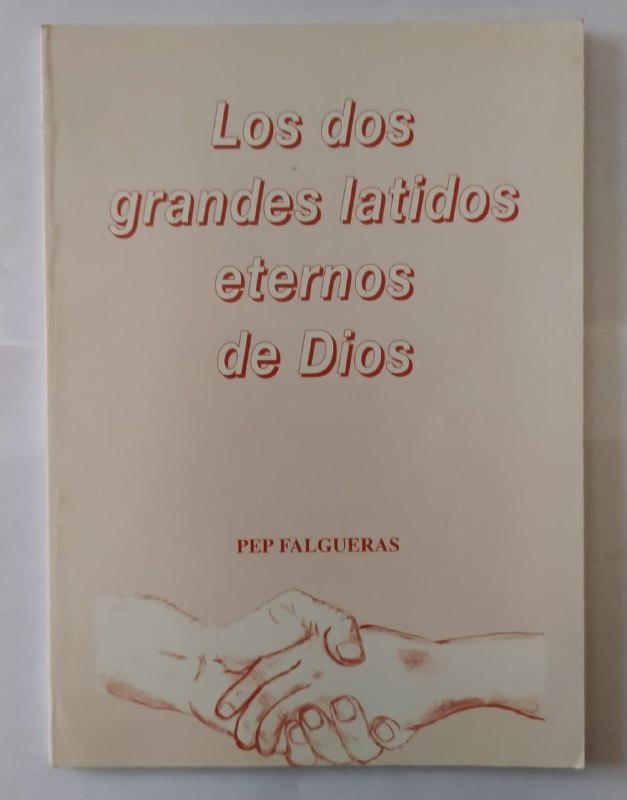 Los dos
grandes latidos
eternos
de Dios
PEP FALGUERAS